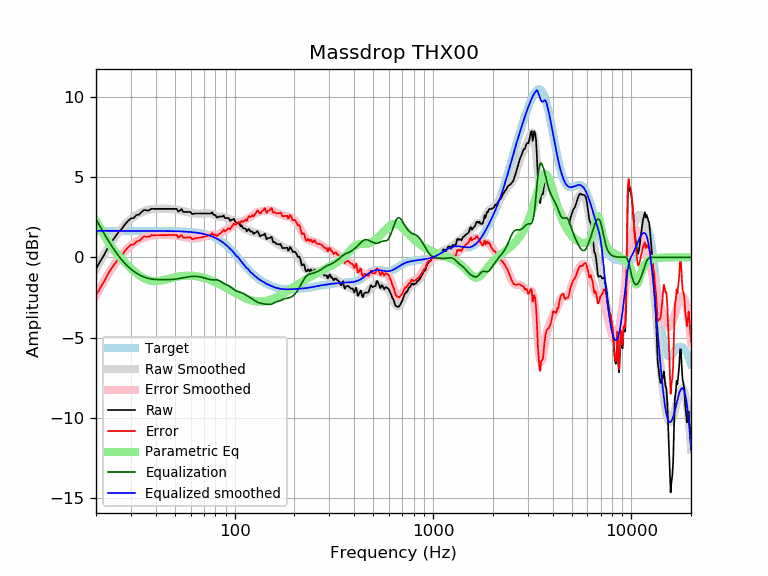 Massdrop THX00
Amplitude (dBr)
10
5
0
−5
−10
−15
Target
Raw Smoothed
Error Smoothed
Raw
Error
Parametric Eq
Equalization
Equalized smoothed
100
1000
10000
Frequency (Hz)